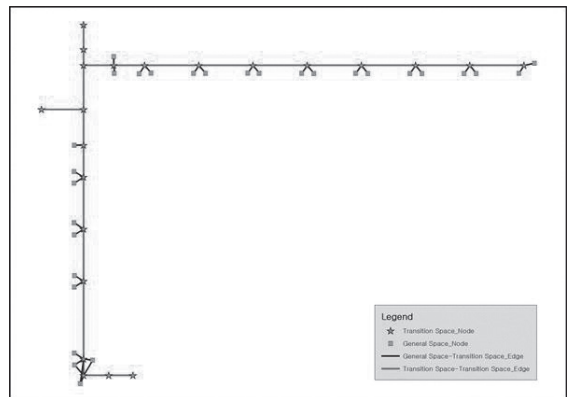 Legend
Transition Space_Node
General Space_Node
General Space-Transition Space_Edge
Transition Space-Transition Space_Edge